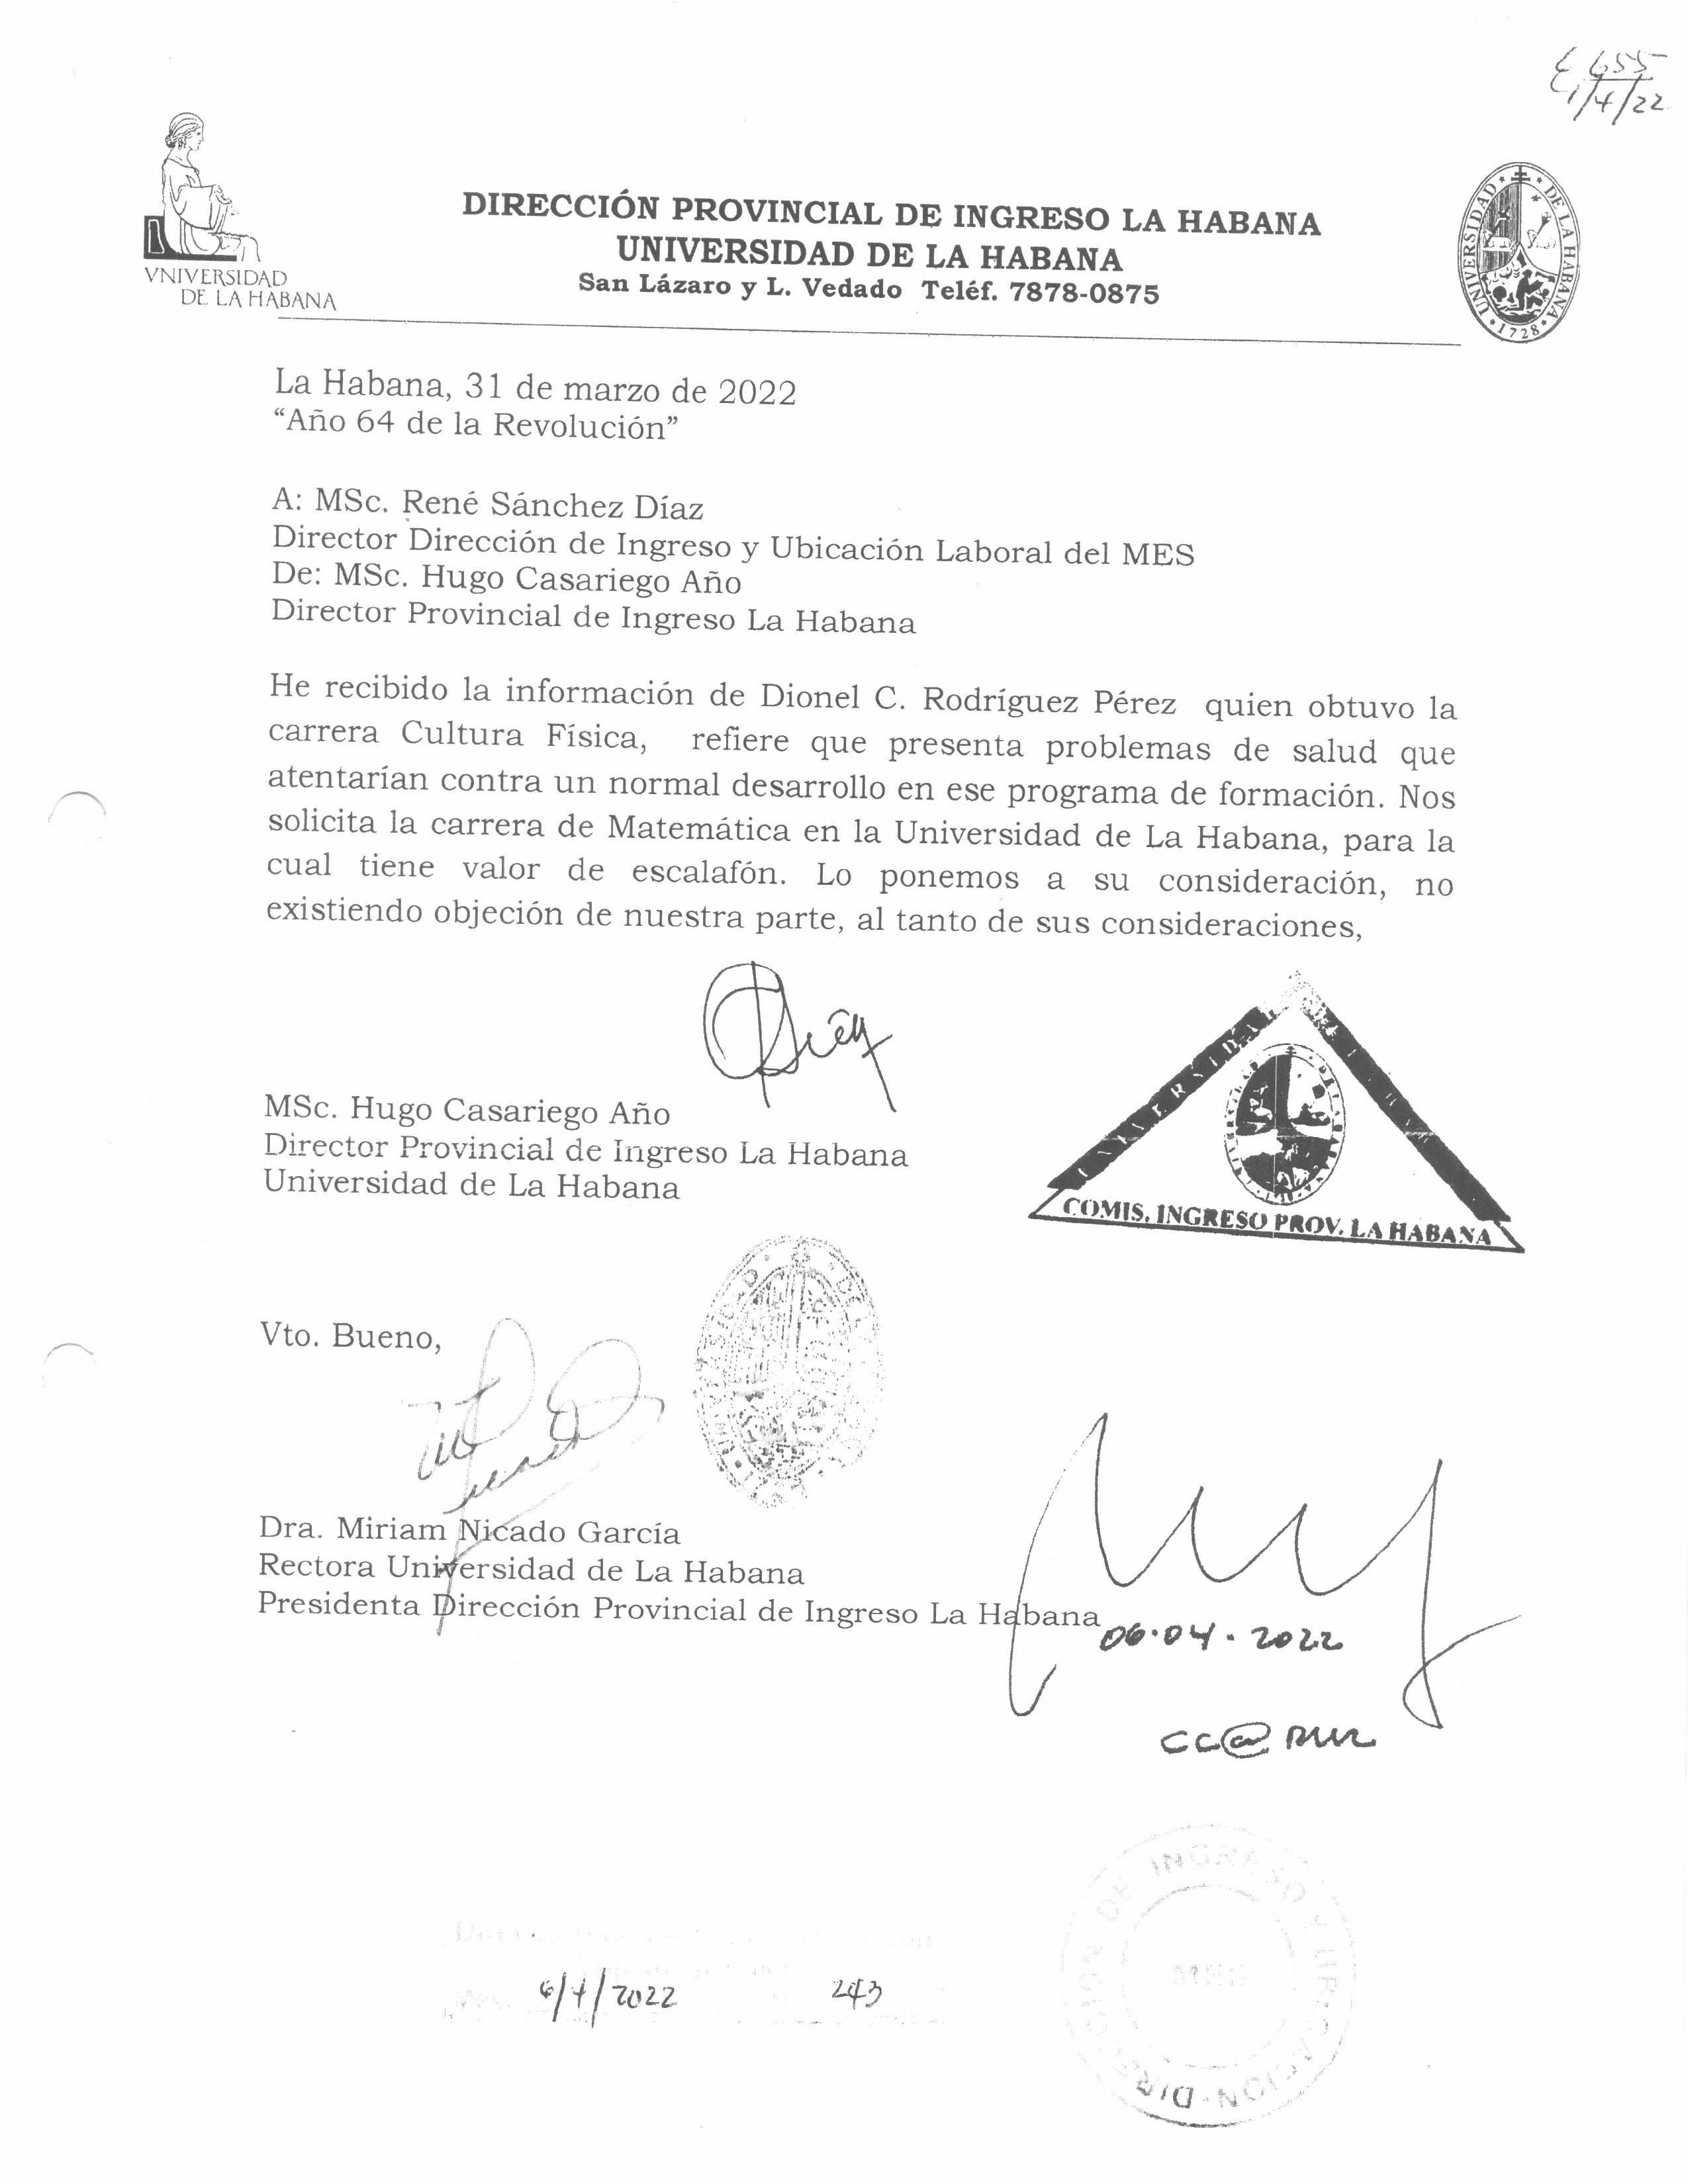 E, 655
1/4/22
VNIVERSIDAD
DE LA HABANA
DIRECCIÓN PROVINCIAL DE INGRESO LA HABANA
UNIVERSIDAD DE LA HABANA
San Lázaro y L. Vedado Teléf. 7878-0875
UNIVERSIDAD DE LA HABANA
1728
La Habana, 31 de marzo de 2022
“Año 64 de la Revolución”
A: MSc. René Sánchez Díaz
Director Dirección de Ingreso y Ubicación Laboral del MES
De: MSc. Hugo Casariego Año
Director Provincial de Ingreso La Habana
He recibido la información de Dionel C. Rodríguez Pérez quien obtuvo la
carrera Cultura Física, refiere que presenta problemas de salud que
atentarían contra un normal desarrollo en ese programa de formación. Nos
solicita la carrera de Matemática en la Universidad de La Habana, para la
cual tiene valor de escalafón. Lo ponemos a su consideración, no
existiendo objeción de nuestra parte, al tanto de sus consideraciones,
MSc. Hugo Casariego Año
Director Provincial de Ingreso La Habana
Universidad de La Habana
COMIS. INGRESO PROV. LA HABANA
Vto. Bueno,
Dra. Miriam Nicado García
Rectora Universidad de La Habana
Presidenta Dirección Provincial de Ingreso La Habana
06.04.2022
DIRECCION DE INGRESO Y UBICACION
MES
6/4/2022 243